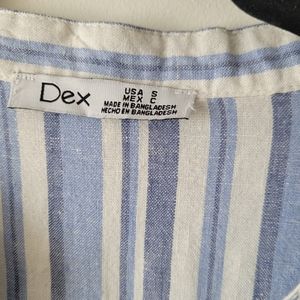 Dex
USA S
MEX C
MADE IN BANGLADESH
HECHO EN BANGLADESH